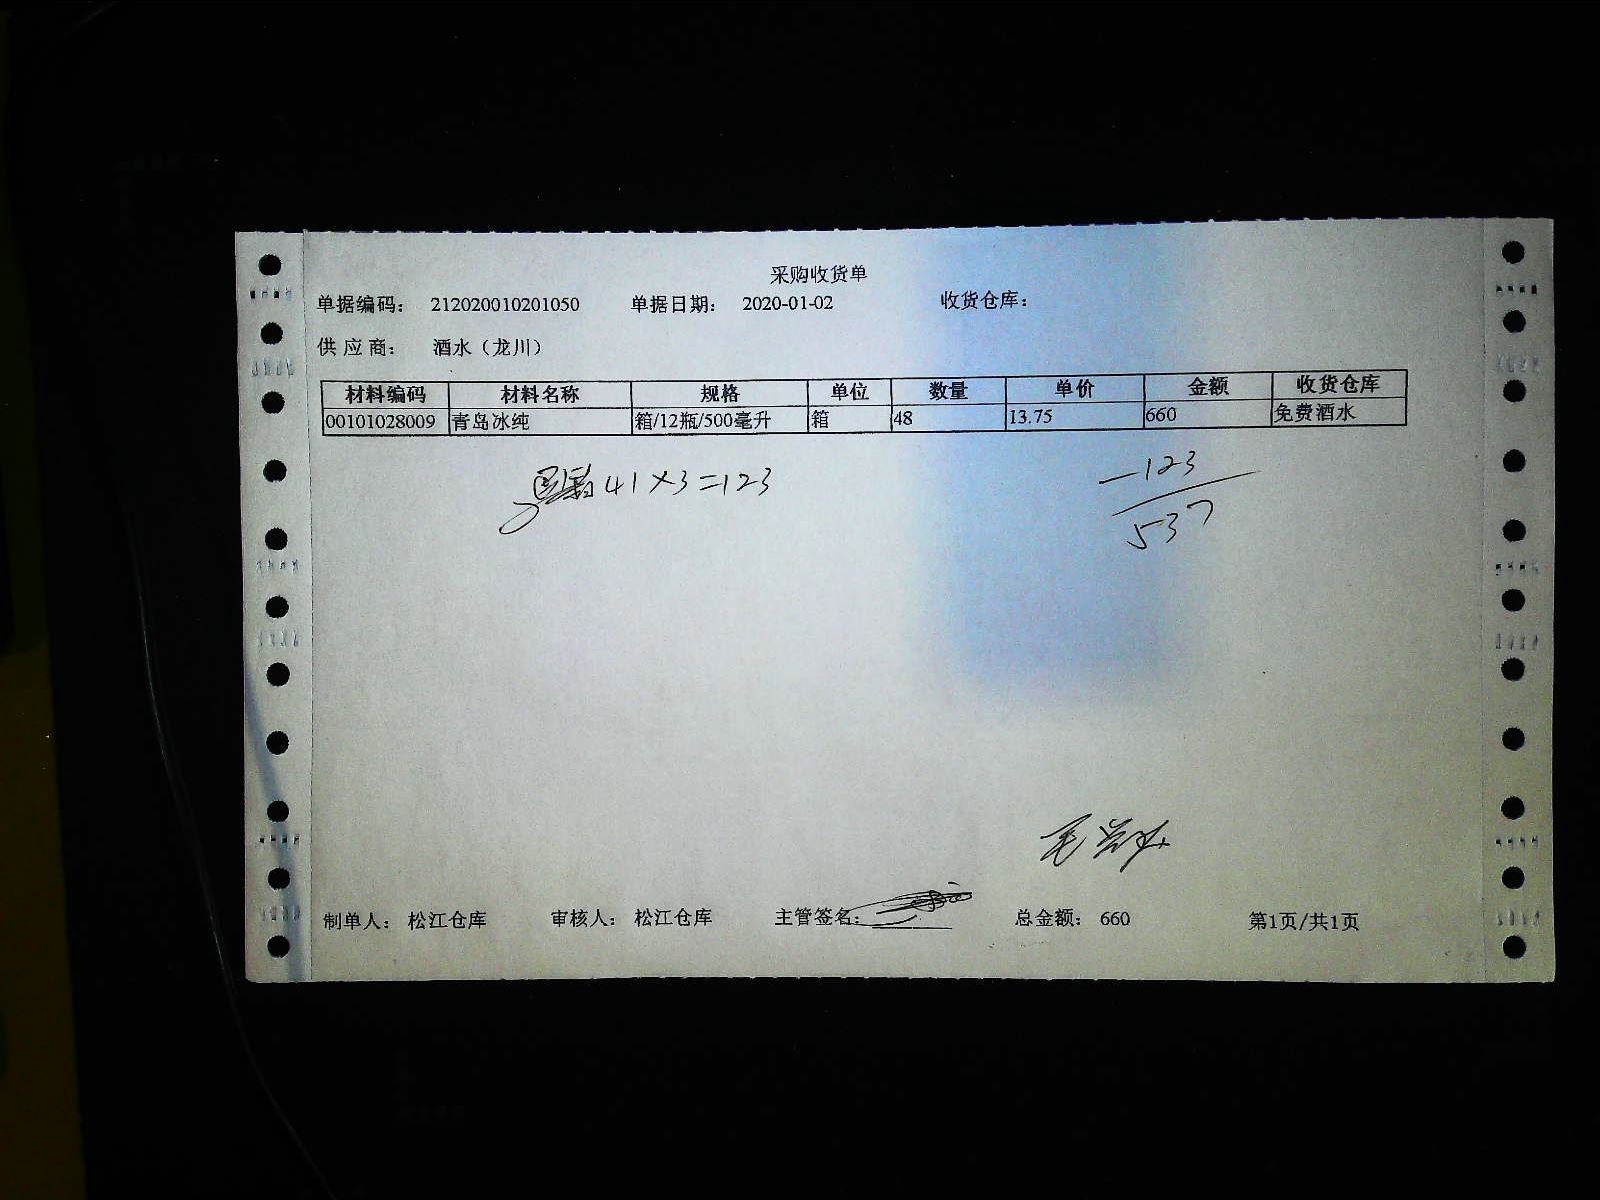 采购收货单
单据编码： 212020010201050 单据日期： 2020-01-02 收货仓库：
供应商： 酒水（龙川）
材料编码 材料名称 规格 单位 数量 单价 金额 收货仓库
00101028009 青岛冰纯 箱/12瓶/500毫升 箱 48 13.75 660 免费酒水
41×3=123 -123
537
制单人： 松江仓库 审核人： 松江仓库 主管签名： 总金额： 660 第1页/共1页